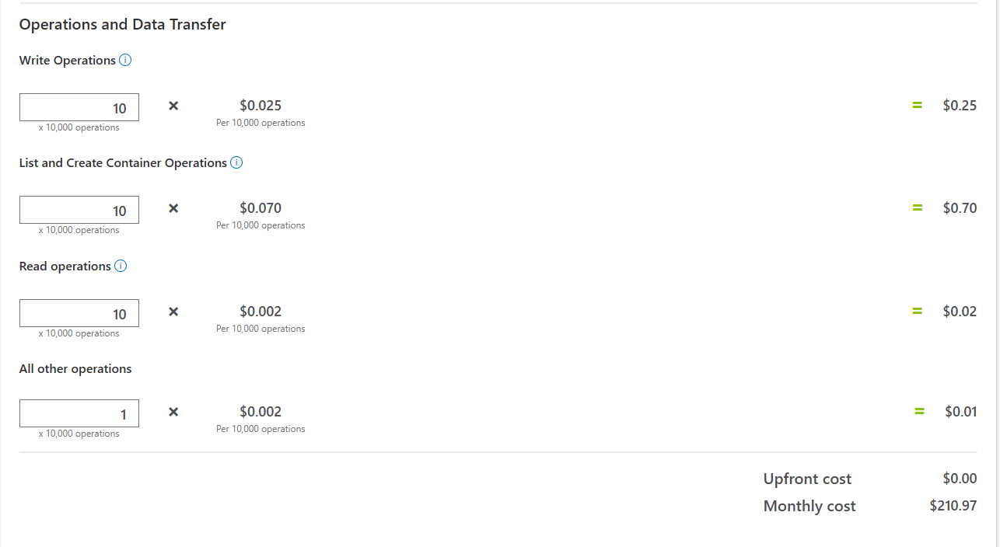 Operations and Data Transfer
Write Operations
10 × $0.025 = $0.25
x 10,000 operations Per 10,000 operations
List and Create Container Operations
10 × $0.070 = $0.70
x 10,000 operations Per 10,000 operations
Read operations
10 × $0.002 = $0.02
x 10,000 operations Per 10,000 operations
All other operations
1 × $0.002 = $0.01
x 10,000 operations Per 10,000 operations
Upfront cost $0.00
Monthly cost $210.97